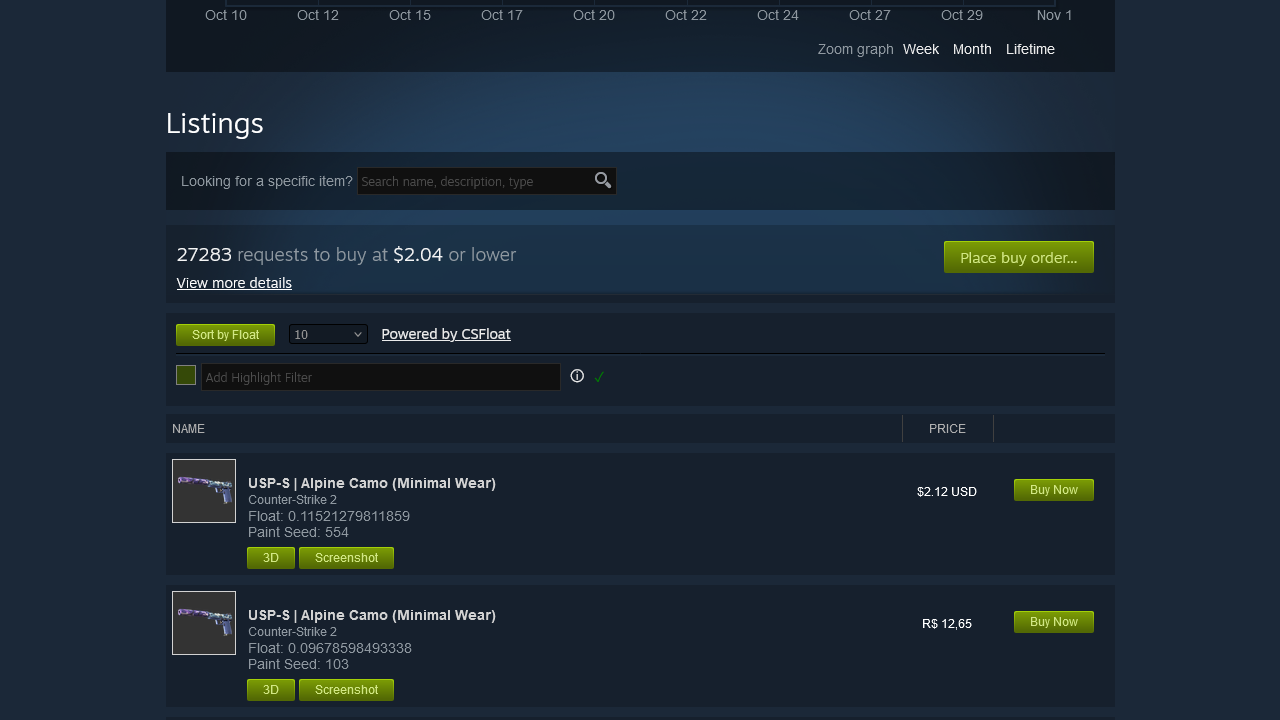 Oct 10 Oct 12 Oct 15 Oct 17 Oct 20 Oct 22 Oct 24 Oct 27 Oct 29 Nov 1
Zoom graph Week Month Lifetime
Listings
Looking for a specific item? Search name, description, type
27283 requests to buy at $2.04 or lower
Place buy order...
View more details
Sort by Float 10 Powered by CSFloat
Add Highlight Filter
NAME PRICE
USP-S | Alpine Camo (Minimal Wear)
Counter-Strike 2
Float: 0.11521279811859
Paint Seed: 554
3D Screenshot
$2.12 USD
Buy Now
USP-S | Alpine Camo (Minimal Wear)
Counter-Strike 2
Float: 0.09678598493338
Paint Seed: 103
3D Screenshot
R$ 12,65
Buy Now